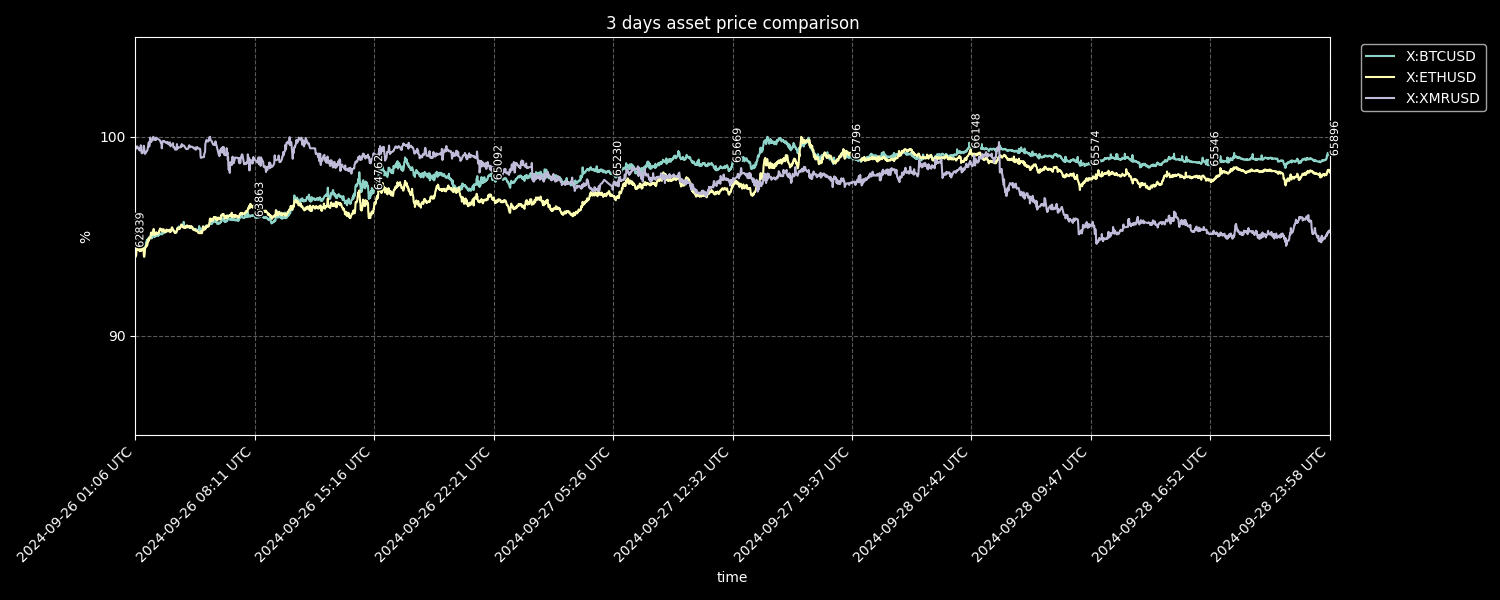 3 days asset price comparison
X:BTCUSD
X:ETHUSD
X:XMRUSD
100
90
%
62839
63863
64762
65092
65230
65669
65796
66148
65574
65546
65896
2024-09-26 01:06 UTC
2024-09-26 08:11 UTC
2024-09-26 15:16 UTC
2024-09-26 22:21 UTC
2024-09-27 05:26 UTC
2024-09-27 12:32 UTC
2024-09-27 19:37 UTC
2024-09-28 02:42 UTC
2024-09-28 09:47 UTC
2024-09-28 16:52 UTC
2024-09-28 23:58 UTC
time